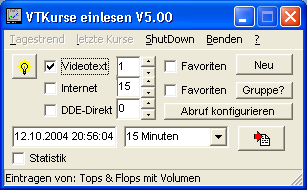 VTKurse einlesen V5.00
Tagestrend letzte Kurse ShutDown Benden ?
Videotext 1 Favoriten Neu
Internet 15 Favoriten Gruppe?
DDE-Direkt 0 Abruf konfigurieren
12.10.2004 20:56:04 15 Minuten
Statistik
Eintragen von: Tops & Flops mit Volumen